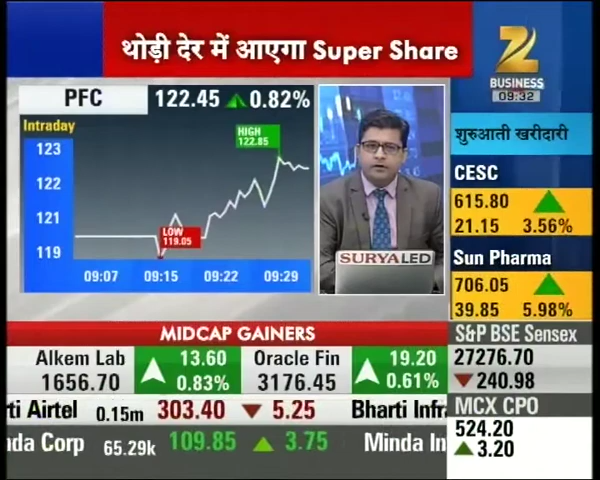 थोड़ी देर में आएगा Super Share
Z
BUSINESS
09:32
PFC 122.45 0.82%
Intraday
123
122
121
119
HIGH
122.85
LOW
119.05
09:07 09:15 09:22 09:29
SURYA LED
शुरुआती खरीदारी
CESC
615.80
21.15 3.56%
Sun Pharma
706.05
39.85 5.98%
MIDCAP GAINERS
Alkem Lab 13.60 Oracle Fin 19.20
1656.70 0.83% 3176.45 0.61%
S&P BSE Sensex
27276.70
240.98
rti Airtel 0.15m 303.40 5.25 Bharti Infr
MCX CPO
524.20
3.20
nda Corp 65.29k 109.85 3.75 Minda In